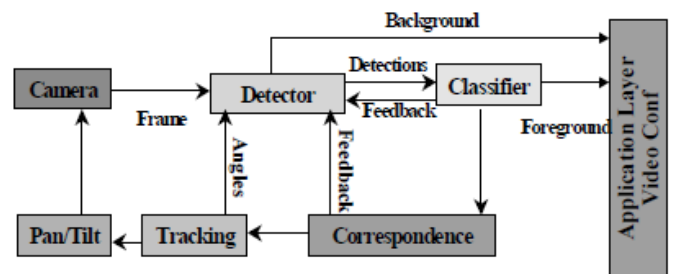 Background
Detections
Camera
Detector
Classifier
Frame
Feedback
Foreground
Angles
Feedback
Application Layer
Video Conf
Pan/Tilt
Tracking
Correspondence